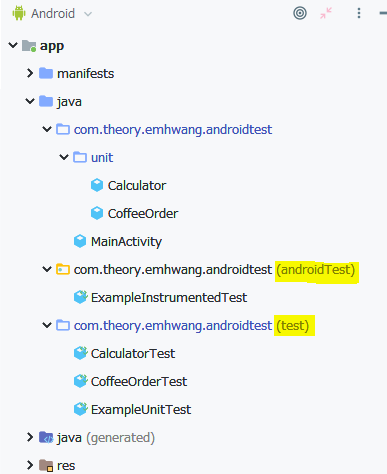 Android
app
manifests
java
com.theory.emhwang.androidtest
unit
Calculator
CoffeeOrder
MainActivity
com.theory.emhwang.androidtest (androidTest)
ExampleInstrumentedTest
com.theory.emhwang.androidtest (test)
CalculatorTest
CoffeeOrderTest
ExampleUnitTest
java (generated)
res